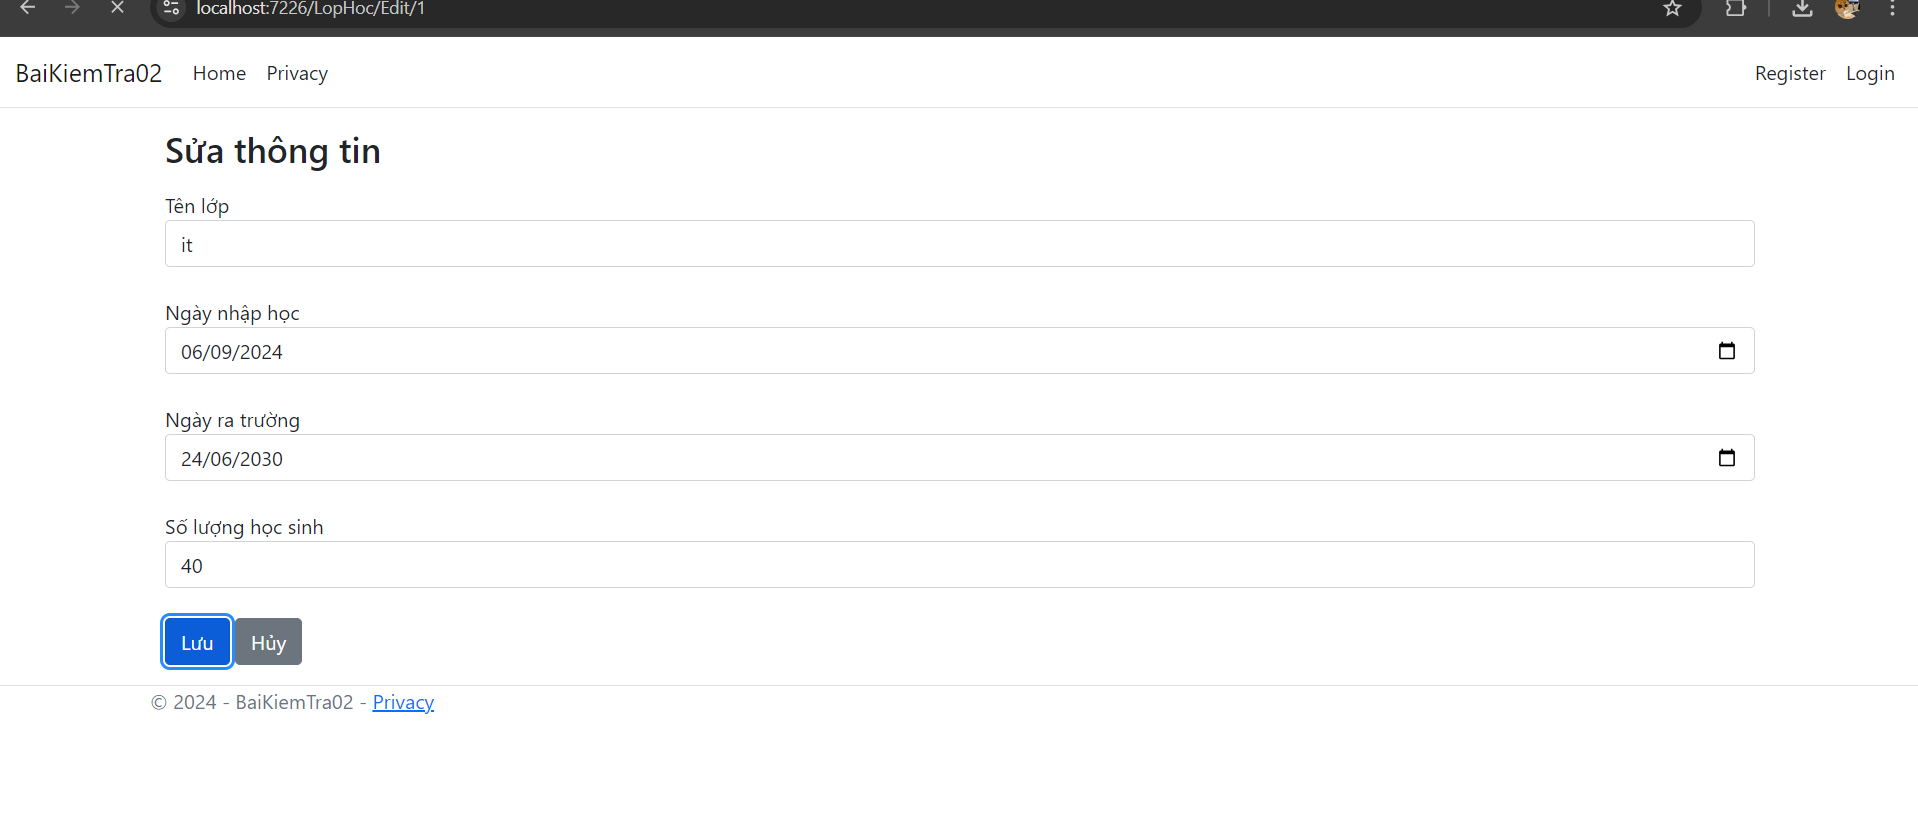 localhost:7226/LopHoc/Edit/1
BaiKiemTra02 Home Privacy Register Login
Sửa thông tin
Tên lớp
it
Ngày nhập học
06/09/2024
Ngày ra trường
24/06/2030
Số lượng học sinh
40
Lưu Hủy
© 2024 - BaiKiemTra02 - Privacy